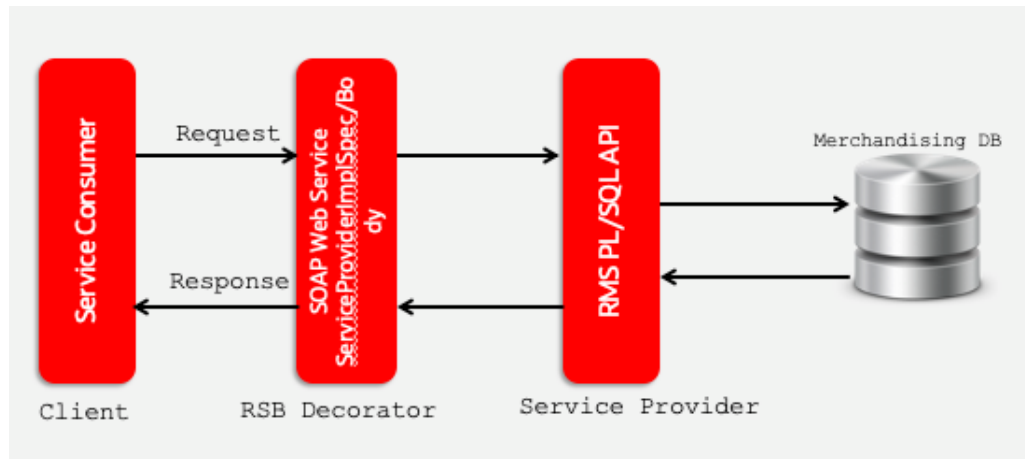 Service Consumer
Request
Response
SOAP Web Service
ServiceProviderImplSpec/Bo
dy
RMS PL/SQL API
Merchandising DB
Client
RSB Decorator
Service Provider